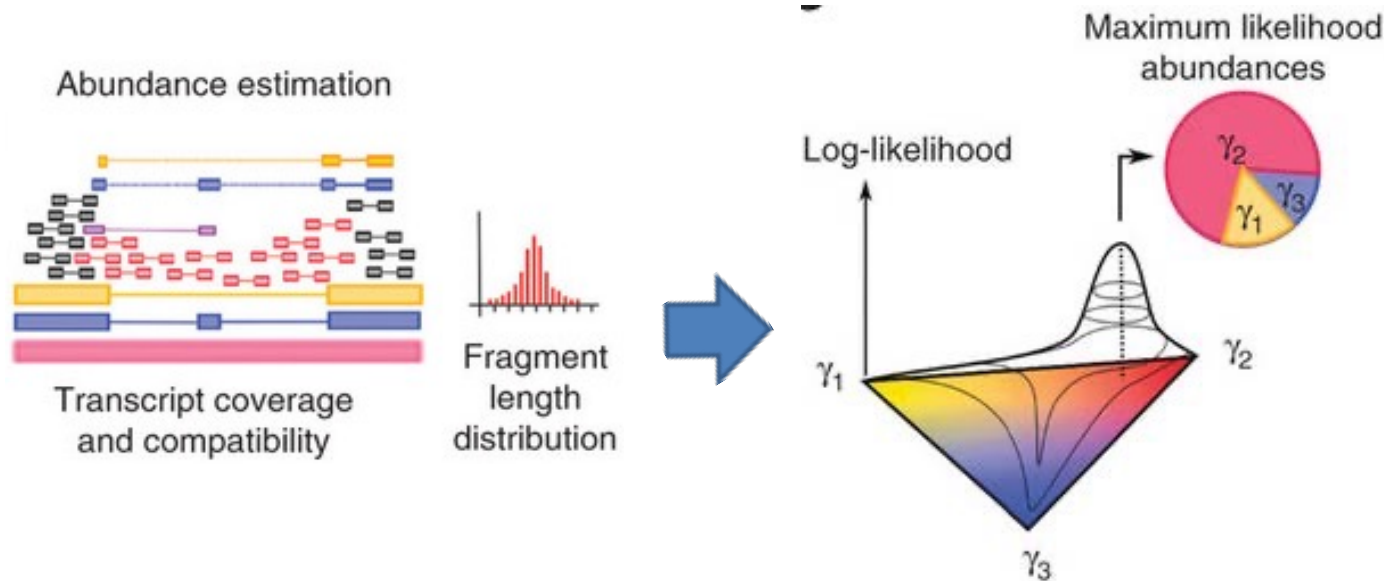 Abundance estimation
Transcript coverage
and compatibility
Fragment
length
distribution
Maximum likelihood
abundances
γ2
γ3
γ1
Log-likelihood
γ1
γ2
γ3